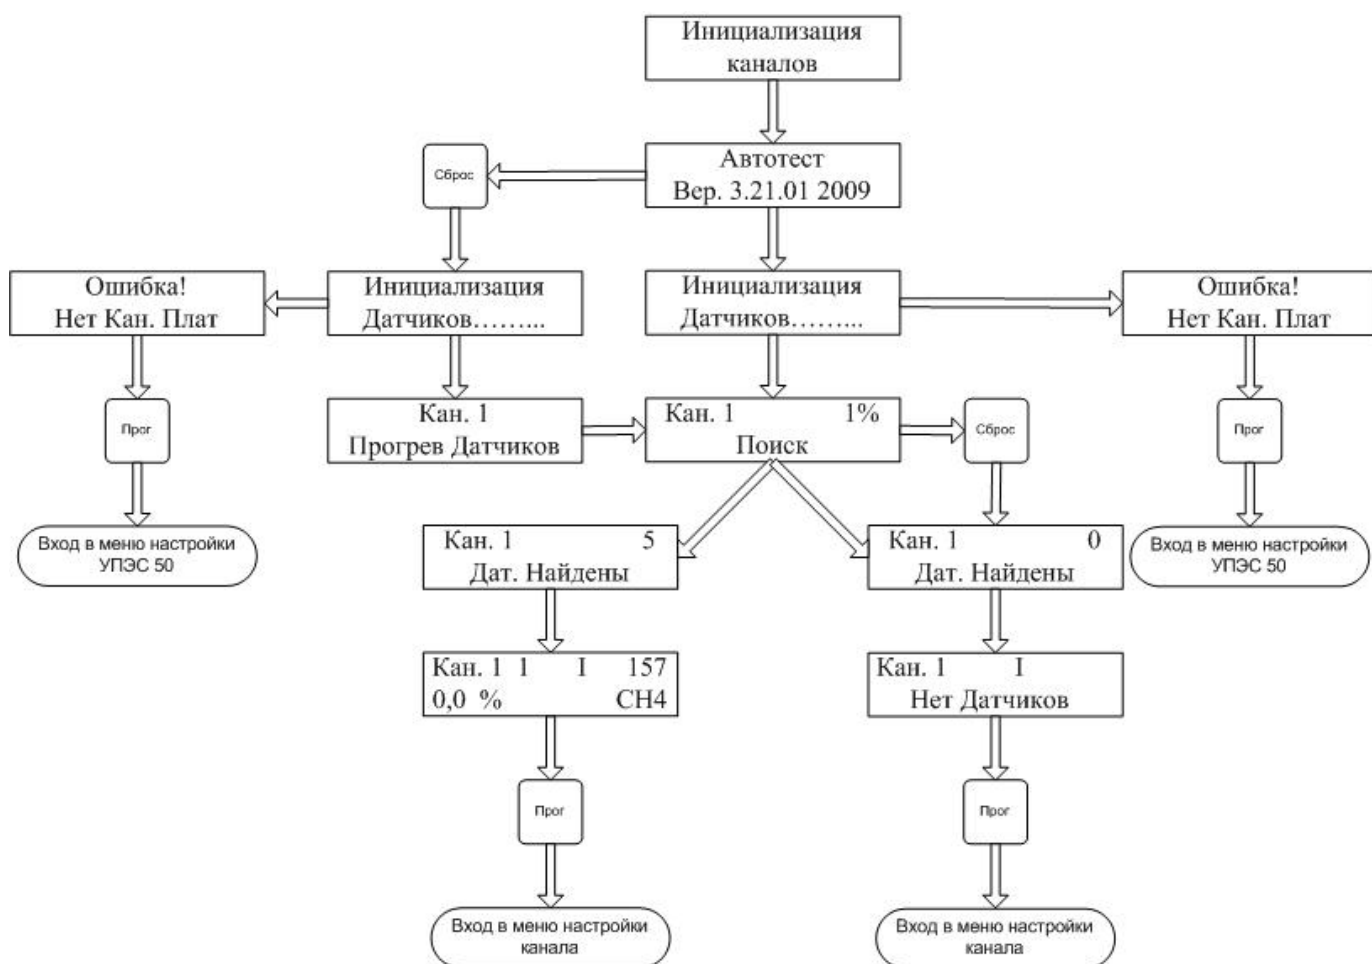 Инициализация
каналов
Сброс
Автотест
Вер. 3.21.01 2009
Ошибка!
Нет Кан. Плат
Инициализация
Датчиков……...
Инициализация
Датчиков……...
Ошибка!
Нет Кан. Плат
Прог
Кан. 1
Прогрев Датчиков
Кан. 1 1%
Поиск
Сброс
Прог
Вход в меню настройки
УПЭС 50
Кан. 1 5
Дат. Найдены
Кан. 1 0
Дат. Найдены
Вход в меню настройки
УПЭС 50
Кан. 1 1 I 157
0,0 % CH4
Кан. 1 I
Нет Датчиков
Прог
Прог
Вход в меню настройки
канала
Вход в меню настройки
канала